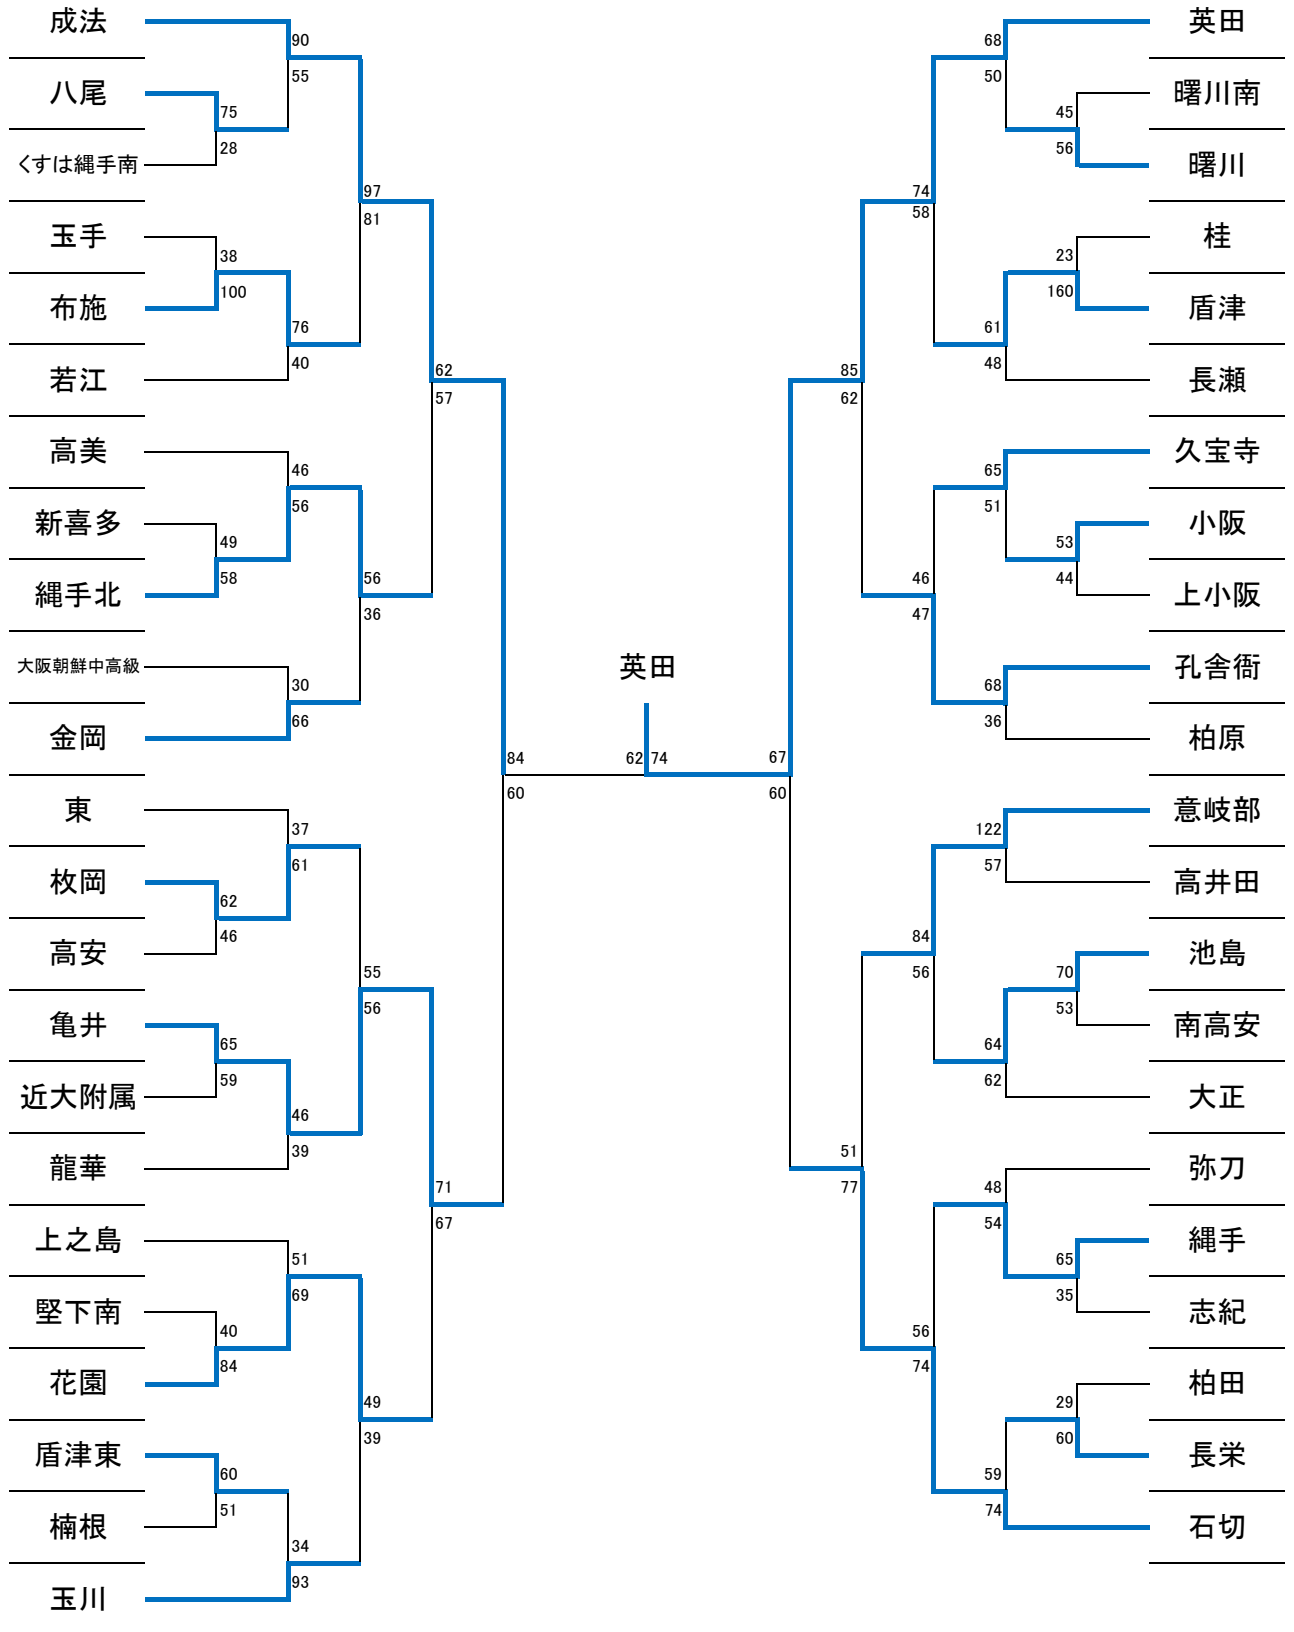 成法
八尾
くすは縄手南
玉手
布施
若江
高美
新喜多
縄手北
大阪朝鮮中高級
金岡
東
枚岡
高安
亀井
近大附属
龍華
上之島
堅下南
花園
盾津東
楠根
玉川
75
28
38
100
49
58
62
46
65
59
40
84
60
51
90
55
76
40
46
56
30
66
37
61
46
39
51
69
34
93
97
81
56
36
55
56
49
39
62
57
71
67
84
60
英田
62
74
67
60
85
62
51
77
74
58
46
47
84
56
56
74
68
50
61
48
65
51
68
36
122
57
64
62
48
54
59
74
45
56
23
160
53
44
70
53
65
35
29
60
英田
曙川南
曙川
桂
盾津
長瀬
久宝寺
小阪
上小阪
孔舎衙
柏原
意岐部
高井田
池島
南高安
大正
弥刀
縄手
志紀
柏田
長栄
石切